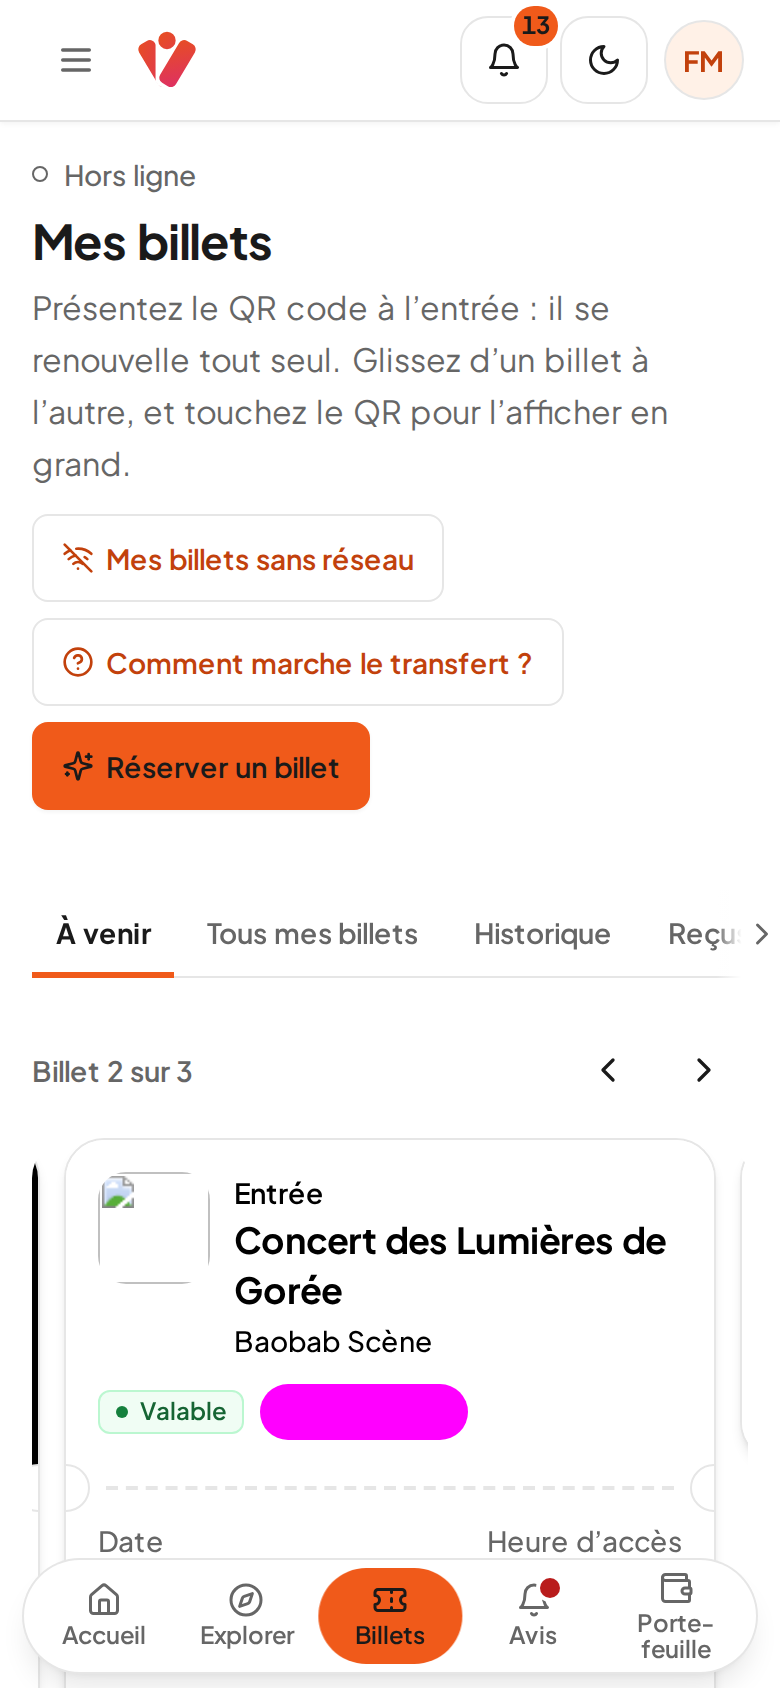 13
FM
Hors ligne
Mes billets
Présentez le QR code à l’entrée : il se
renouvelle tout seul. Glissez d’un billet à
l’autre, et touchez le QR pour l’afficher en
grand.
Mes billets sans réseau
Comment marche le transfert ?
Réserver un billet
À venir
Tous mes billets
Historique
Reçus
Billet 2 sur 3
Entrée
Concert des Lumières de
Gorée
Baobab Scène
Valable
Date
Heure d’accès
Accueil
Explorer
Billets
Avis
Porte-
feuille